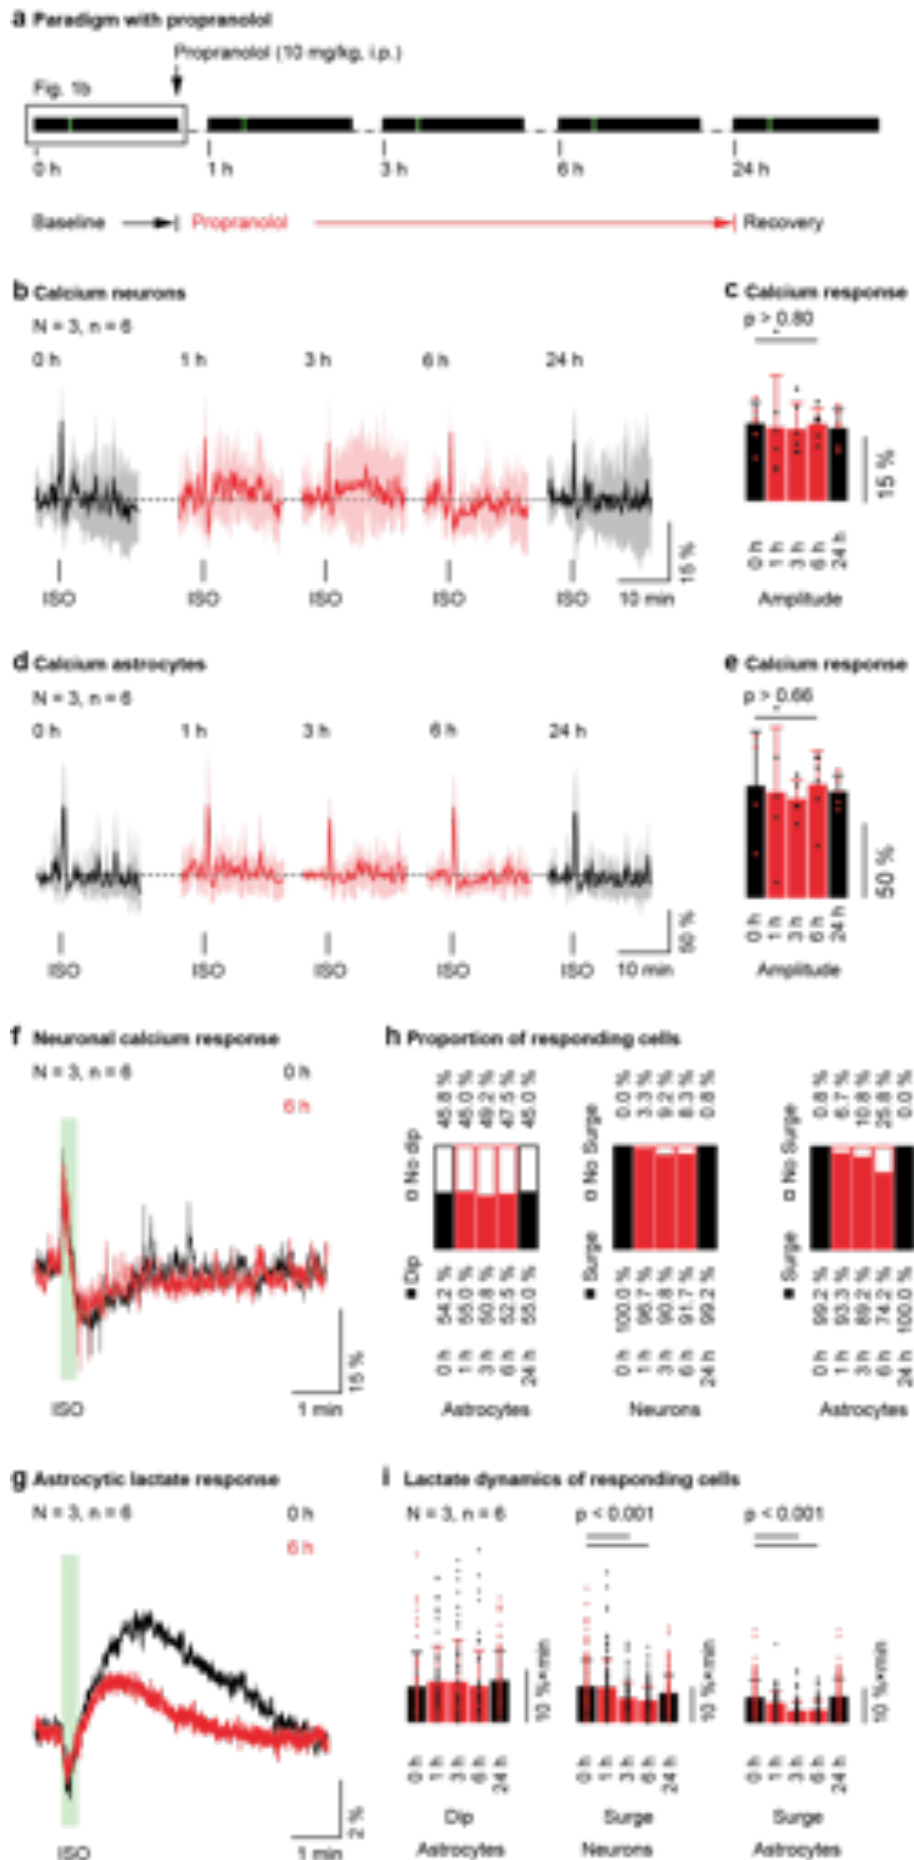 a Paradigm with propranolol
Propranolol (10 mg/kg, i.p.)
Fig. 1b
0 h 1 h 3 h 6 h 24 h
Baseline Propranolol Recovery
b Calcium neurons
N = 3, n = 6
0 h 1 h 3 h 6 h 24 h
ISO ISO ISO ISO ISO 10 min 15 %
c Calcium response
p > 0.80
15 %
0 h 1 h 3 h 6 h 24 h
Amplitude
d Calcium astrocytes
N = 3, n = 6
0 h 1 h 3 h 6 h 24 h
ISO ISO ISO ISO ISO 10 min 50 %
e Calcium response
p > 0.66
50 %
0 h 1 h 3 h 6 h 24 h
Amplitude
f Neuronal calcium response
N = 3, n = 6 0 h
6 h
15 %
ISO 1 min
h Proportion of responding cells
45.8 % 45.0 % 49.2 % 47.5 % 45.0 %
No dip
Dip
54.2 % 55.0 % 50.8 % 52.5 % 55.0 %
0 h 1 h 3 h 6 h 24 h
Astrocytes
0.0 % 3.3 % 9.2 % 8.3 % 0.8 %
No Surge
Surge
100.0 % 96.7 % 90.8 % 91.7 % 99.2 %
0 h 1 h 3 h 6 h 24 h
Neurons
0.8 % 6.7 % 10.8 % 25.8 % 0.0 %
No Surge
Surge
99.2 % 93.3 % 89.2 % 74.2 % 100.0 %
0 h 1 h 3 h 6 h 24 h
Astrocytes
g Astrocytic lactate response
N = 3, n = 6 0 h
6 h
2 %
ISO 1 min
i Lactate dynamics of responding cells
N = 3, n = 6 p < 0.001 p < 0.001
10 %*min 10 %*min 10 %*min
0 h 1 h 3 h 6 h 24 h 0 h 1 h 3 h 6 h 24 h 0 h 1 h 3 h 6 h 24 h
Dip Surge Surge
Astrocytes Neurons Astrocytes